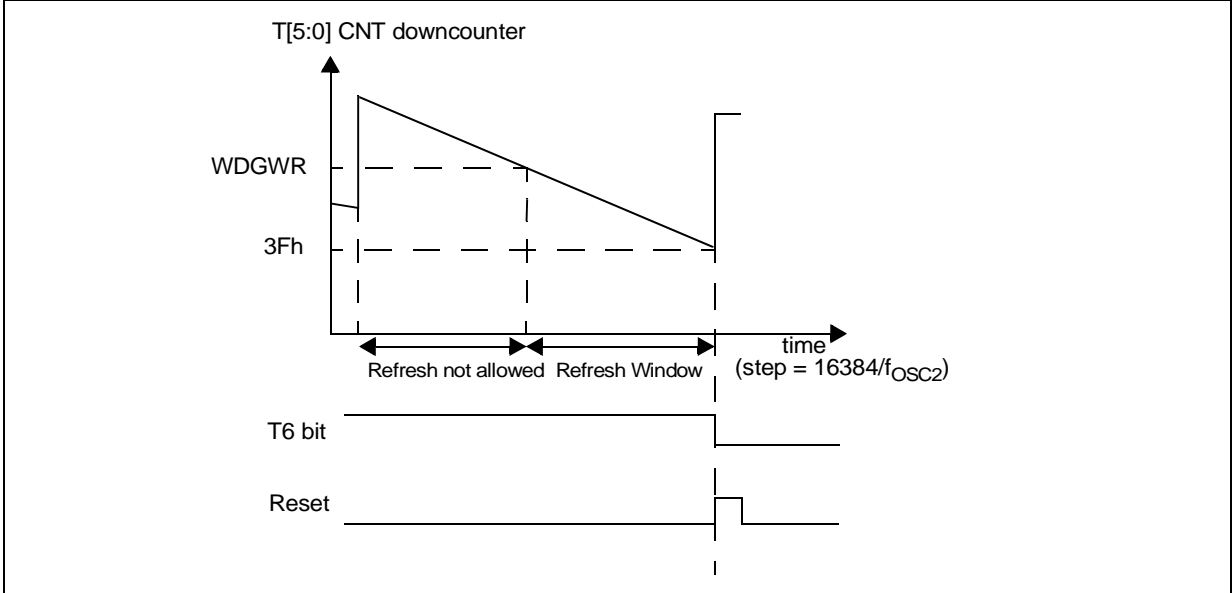 T[5:0] CNT downcounter
WDGWR
3Fh
time
Refresh not allowed Refresh Window (step = 16384/fOSC2)
T6 bit
Reset